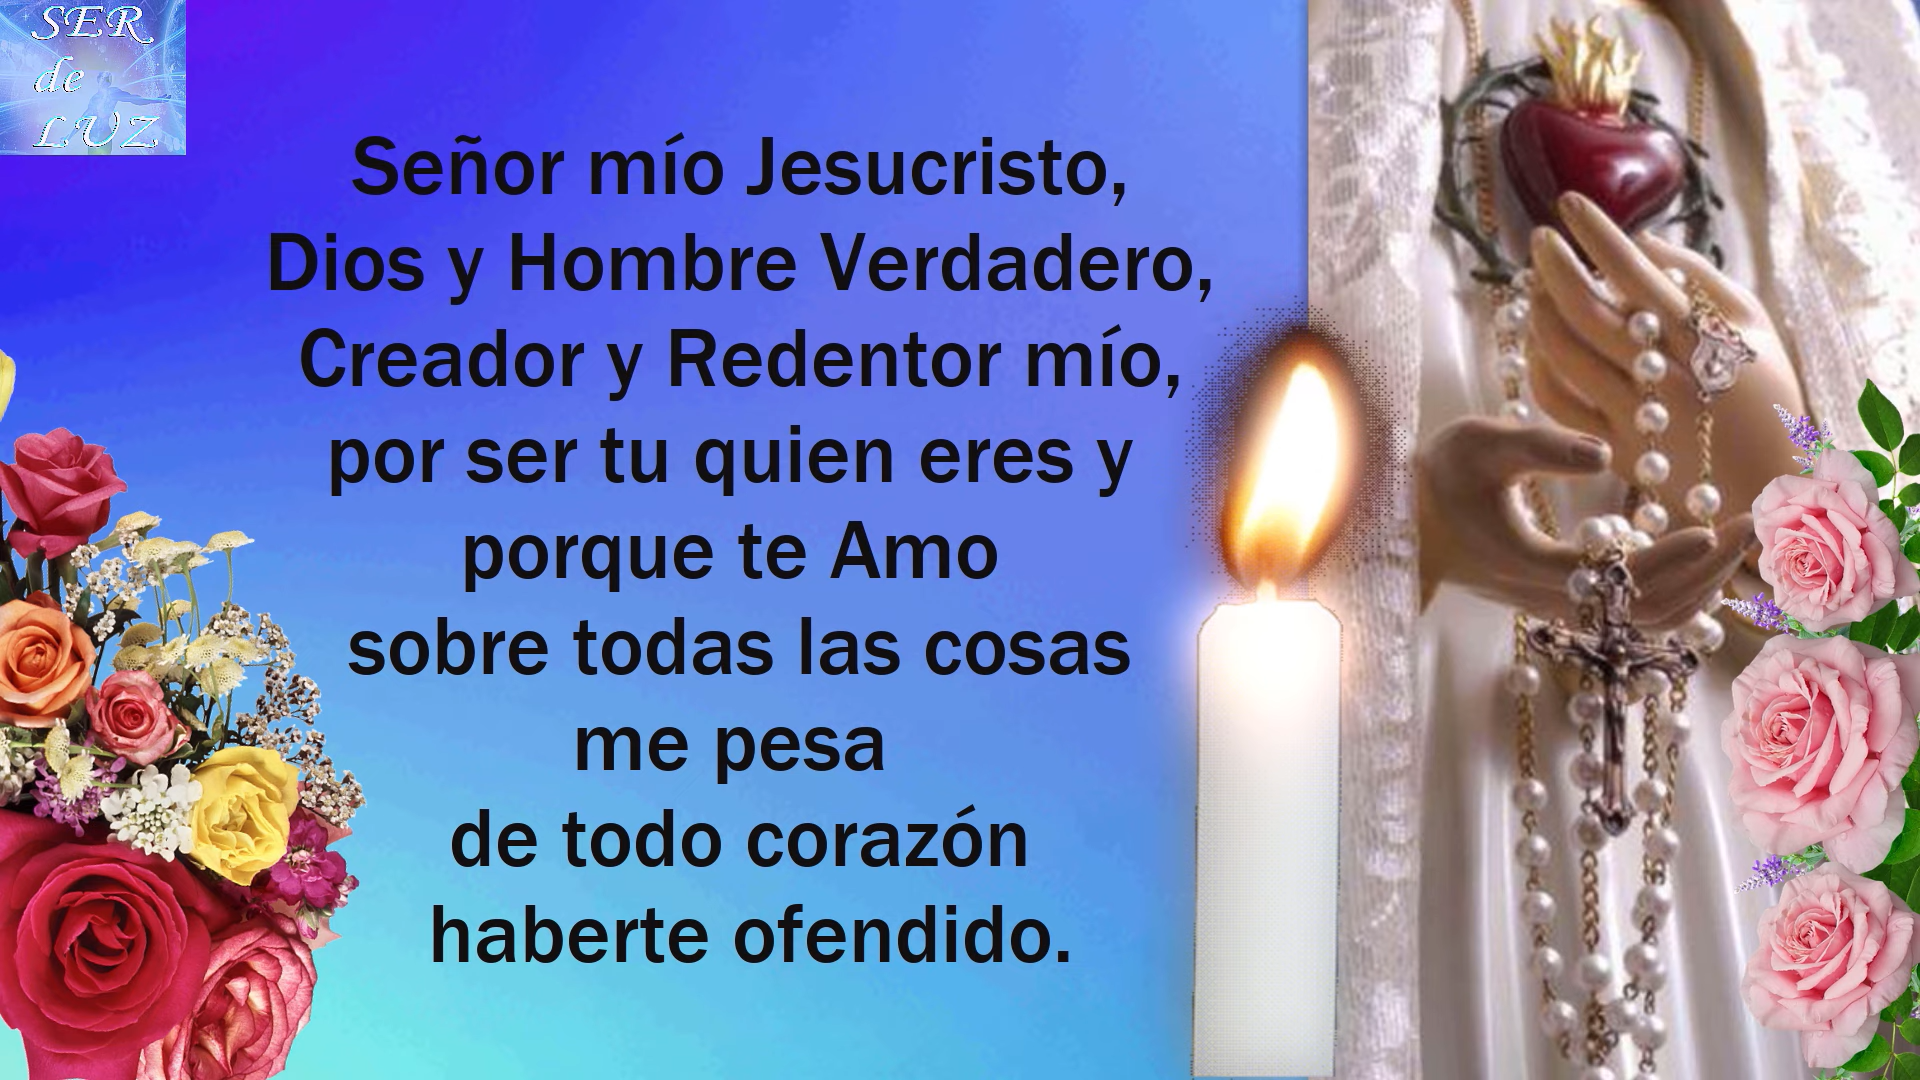 SER
de
LUZ
Señor mío Jesucristo,
Dios y Hombre Verdadero,
Creador y Redentor mío,
por ser tu quien eres y
porque te Amo
sobre todas las cosas
me pesa
de todo corazón
haberte ofendido.